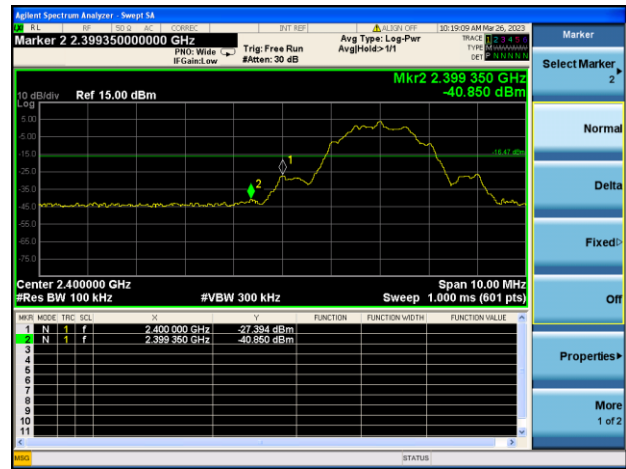 Agilent Spectrum Analyzer - Swept SA
RL RF 50 Ω AC CORREC INT REF ALIGN OFF 10:19:09 AM Mar 26, 2023
Marker 2 2.399350000000 GHz
PNO: Wide Trig: Free Run
IFGain:Low #Atten: 30 dB
Avg Type: Log-Pwr
Avg|Hold:>1/1
TRACE 1 2 3 4 5 6
TYPE M
DET P N N N N N
Mkr2 2.399 350 GHz
-40.850 dBm
10 dB/div Ref 15.00 dBm
Log
5.00
-5.00
-15.0
-16.47 dBm
-25.0
-35.0
-45.0
-55.0
-65.0
-75.0
1
2
Center 2.400000 GHz Span 10.00 MHz
#Res BW 100 kHz #VBW 300 kHz Sweep 1.000 ms (601 pts)
MKR MODE TRC SCL X Y FUNCTION FUNCTION WIDTH FUNCTION VALUE
1 N 1 f 2.400 000 GHz -27.394 dBm
2 N 1 f 2.399 350 GHz -40.850 dBm
3
4
5
6
7
8
9
10
11
MSG STATUS
Marker
Select Marker
2
Normal
Delta
Fixed
Off
Properties
More
1 of 2